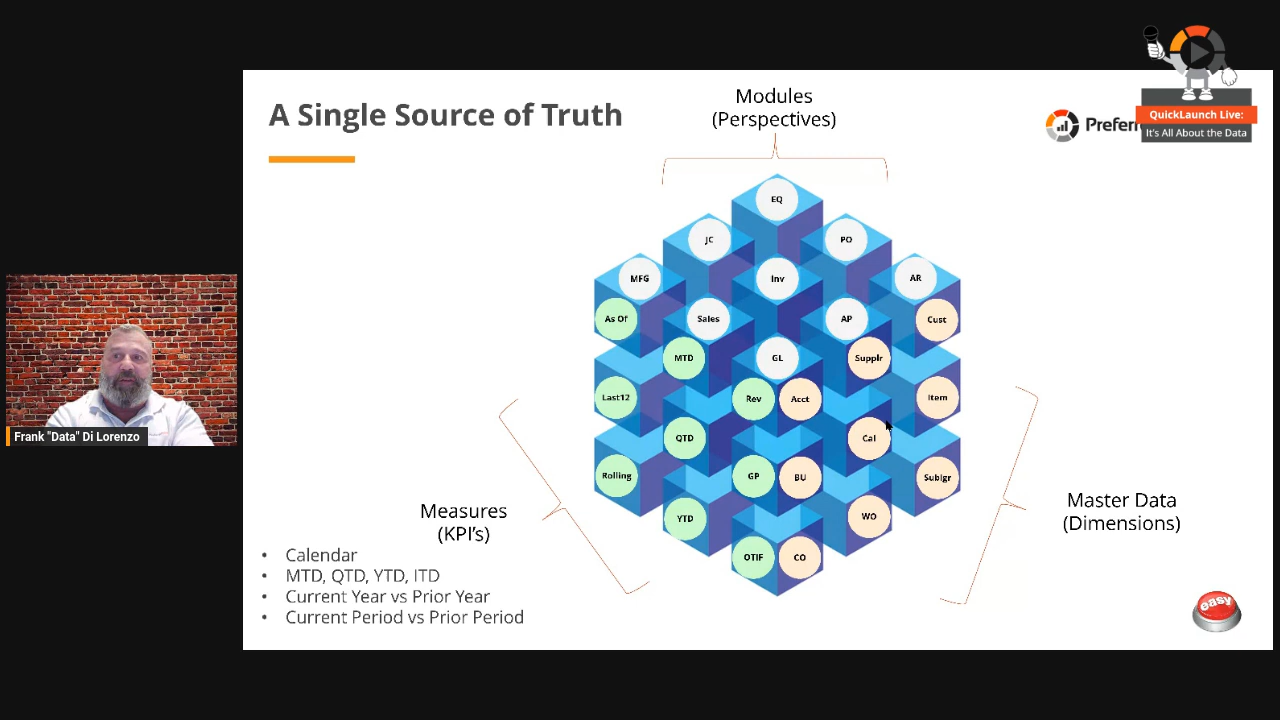 A Single Source of Truth
Modules
(Perspectives)
QuickLaunch Live:
It's All About the Data
EQ
JC
PO
MFG
Inv
AR
As Of
Sales
AP
Cust
MTD
GL
Supplr
Last12
Rev
Acct
Item
QTD
Cal
Rolling
GP
BU
Sublgr
YTD
WO
OTIF
CO
Measures
(KPI's)
• Calendar
• MTD, QTD, YTD, ITD
• Current Year vs Prior Year
• Current Period vs Prior Period
Master Data
(Dimensions)
easy
Frank "Data" Di Lorenzo